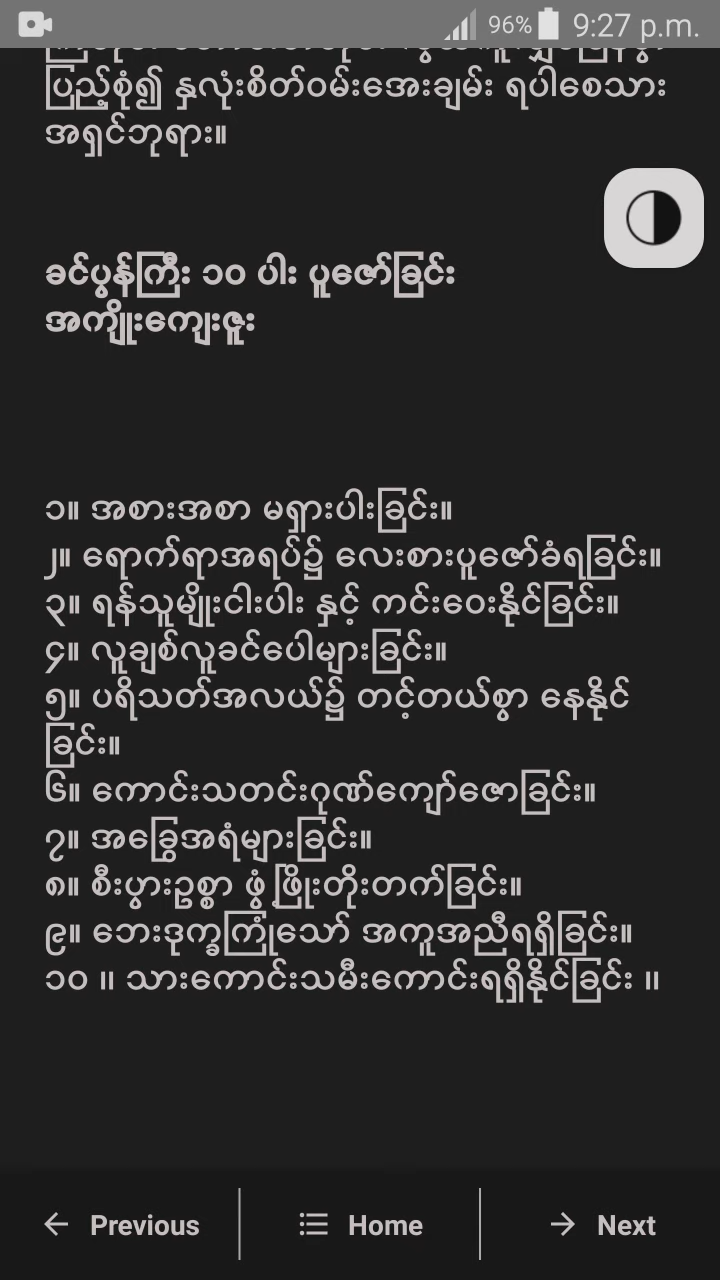 96% 9:27 p.m.
ပြည့်စုံ၍ နှလုံးစိတ်ဝမ်းအေးချမ်း ရပါစေသား
အရှင်ဘုရား။
ခင်ပွန်ကြီး ၁၀ ပါး ပူဇော်ခြင်း
အကျိုးကျေးဇူး
၁။ အစားအစာ မရှားပါးခြင်း။
၂။ ရောက်ရာအရပ်၌ လေးစားပူဇော်ခံရခြင်း။
၃။ ရန်သူမျိုးငါးပါး နှင့် ကင်းဝေးနိုင်ခြင်း။
၄။ လူချစ်လူခင်ပေါများခြင်း။
၅။ ပရိသတ်အလယ်၌ တင့်တယ်စွာ နေနိုင်
ခြင်း။
၆။ ကောင်းသတင်းဂုဏ်ကျော်ဇောခြင်း။
၇။ အခြွေအရံများခြင်း။
၈။ စီးပွားဥစ္စာ ဖွံ့ဖြိုးတိုးတက်ခြင်း။
၉။ ဘေးဒုက္ခကြုံသော် အကူအညီရရှိခြင်း။
၁၀ ။ သားကောင်းသမီးကောင်းရရှိနိုင်ခြင်း ။
Previous Home Next